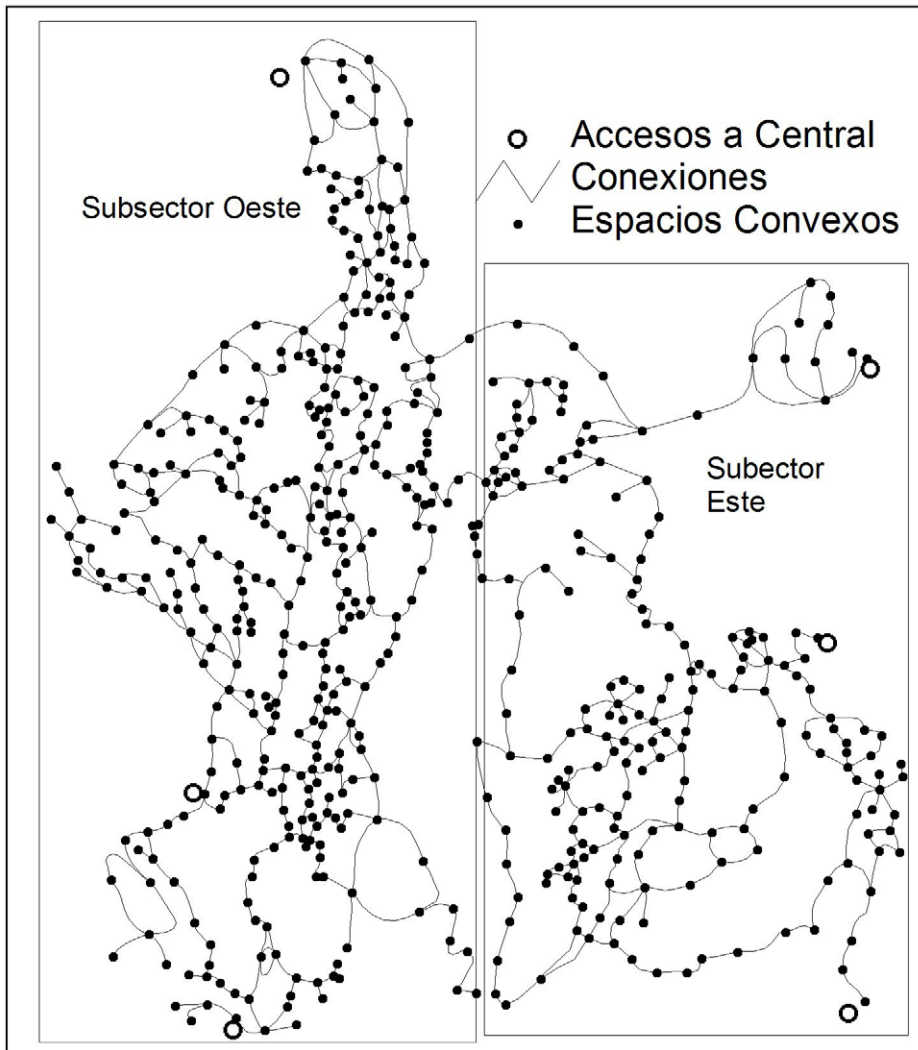 Subsector Oeste
Accesos a Central
Conexiones
Espacios Convexos
Subector
Este